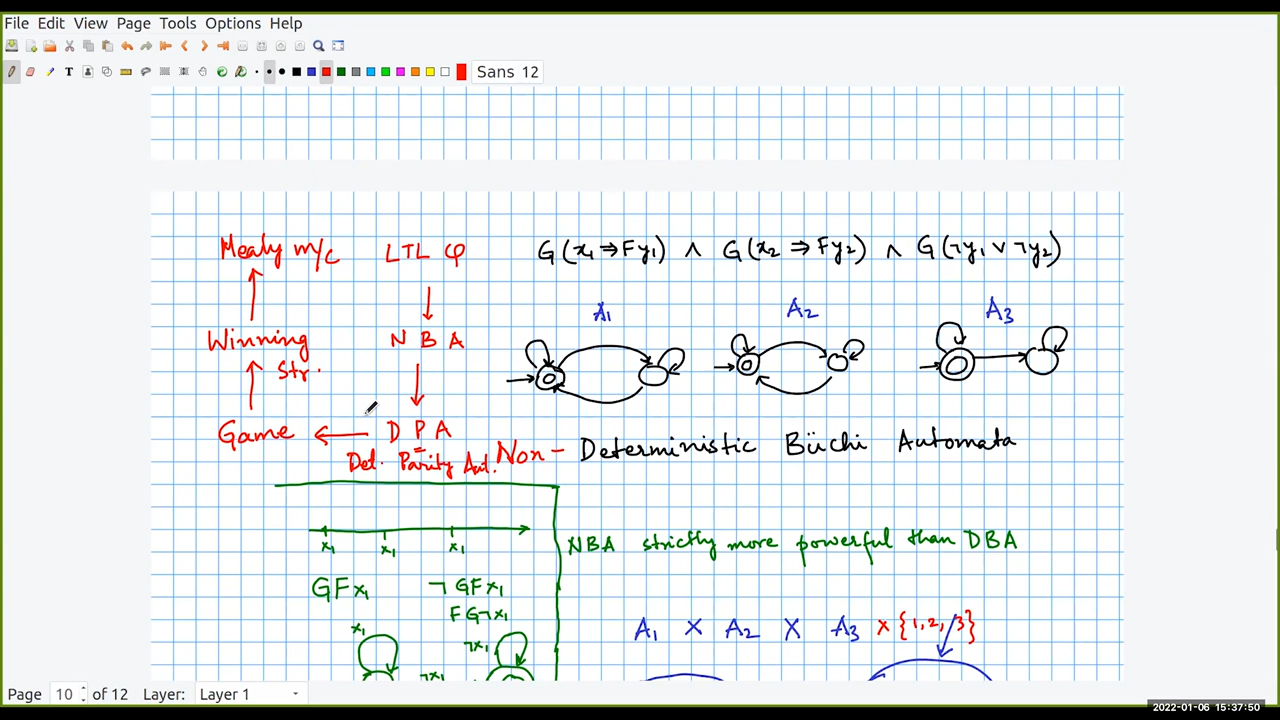 File Edit View Page Tools Options Help
Sans 12
Mealy m/c
LTL φ
G(x₁ ⇒ Fy₁) ∧ G(x₂ ⇒ Fy₂) ∧ G(¬y₁ ∨ ¬y₂)
A₁
A₂
A₃
Winning
Str.
N B A
Game
D P A
Det. Parity Aut.
Non - Deterministic Büchi Automata
x₁ x₁ x₁
NBA strictly more powerful than DBA
GFx₁
¬GFx₁
FG¬x₁
A₁ × A₂ × A₃ × {1, 2, 3}
x₁
¬x₁
¬x₁
Page 10 of 12 Layer: Layer 1
2022-01-06 15:37:50